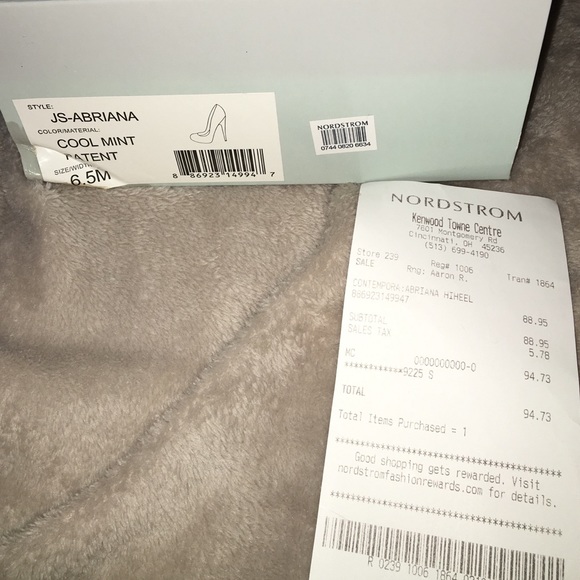 STYLE:
JS-ABRIANA
COLOR/MATERIAL:
COOL MINT
PATENT
SIZE/WIDTH:
6.5M
8 86923 14994 7
NORDSTROM
0744 0820 6634
NORDSTROM
Kenwood Towne Centre
7601 Montgomery Rd
Cincinnati, OH 45236
(513) 699-4190
Store 239 Reg# 1006 Tran# 1864
SALE Rng: Aaron R.
CONTEMPORA:ABRIANA HIHEEL
886923149947 88.95
SUBTOTAL 88.95
SALES TAX 5.78
MC 0000000000-0
************9225 S 94.73
TOTAL 94.73
Total Items Purchased = 1
Good shopping gets rewarded. Visit
nordstromfashionrewards.com for details.
R 0239 1006 1864